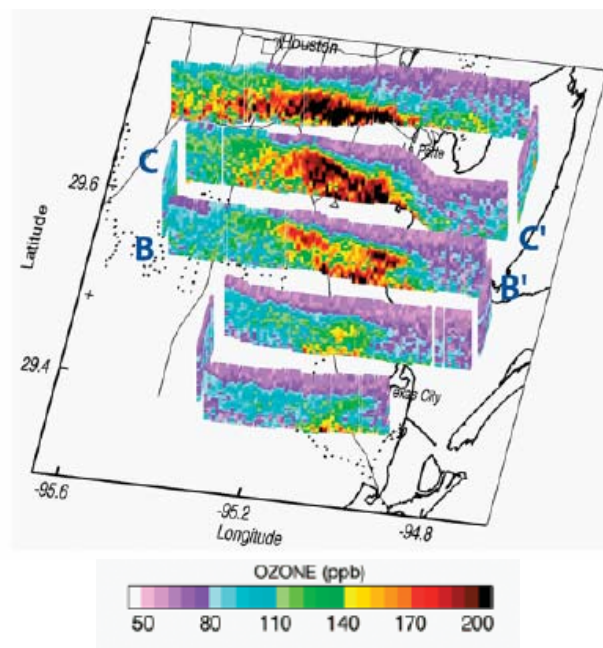 Houston
La Porte
C
29.6
C'
B
B'
Latitude
29.4
Texas City
-95.6
-95.2
-94.8
Longitude
OZONE (ppb)
50 80 110 140 170 200